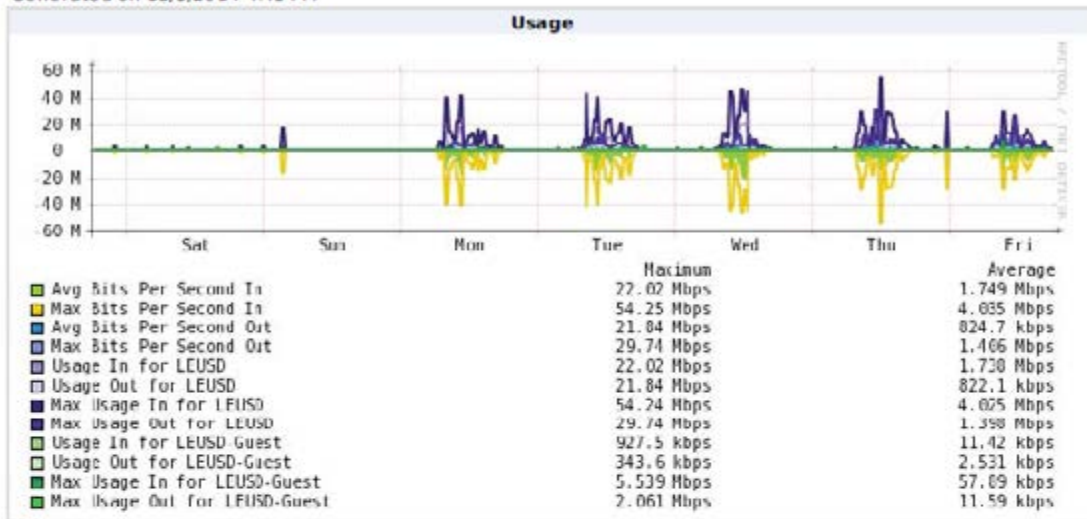 Usage
60 M
40 M
20 M
0
-20 M
-40 M
-60 M
Sat Sun Mon Tue Wed Thu Fri
Maximum Average
Avg Bits Per Second In 22.02 Mbps 1.749 Mbps
Max Bits Per Second In 54.25 Mbps 4.035 Mbps
Avg Bits Per Second Out 21.84 Mbps 824.7 kbps
Max Bits Per Second Out 29.74 Mbps 1.406 Mbps
Usage In for LEUSD 22.02 Mbps 1.738 Mbps
Usage Out for LEUSD 21.84 Mbps 822.1 kbps
Max Usage In for LEUSD 54.24 Mbps 4.025 Mbps
Max Usage Out for LEUSD 29.74 Mbps 1.398 Mbps
Usage In for LEUSD-Guest 927.5 kbps 11.42 kbps
Usage Out for LEUSD-Guest 343.6 kbps 2.531 kbps
Max Usage In for LEUSD-Guest 5.539 Mbps 57.89 kbps
Max Usage Out for LEUSD-Guest 2.061 Mbps 11.59 kbps